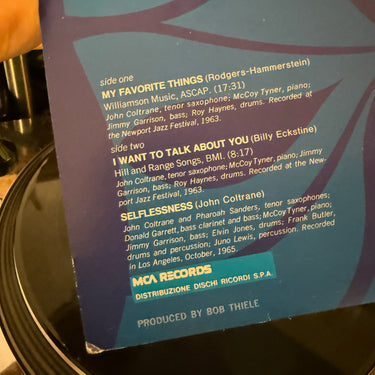 side one
MY FAVORITE THINGS (Rodgers-Hammerstein)
Williamson Music, ASCAP. (17:31)
John Coltrane, tenor saxophone; McCoy Tyner, piano;
Jimmy Garrison, bass; Roy Haynes, drums. Recorded at
the Newport Jazz Festival, 1963.
side two
I WANT TO TALK ABOUT YOU (Billy Eckstine)
Hill and Range Songs, BMI. (8:17)
John Coltrane, tenor saxophone; McCoy Tyner, piano; Jimmy
Garrison, bass; Roy Haynes, drums. Recorded at the New-
port Jazz Festival, 1963.
SELFLESSNESS (John Coltrane)
John Coltrane and Pharoah Sanders, tenor saxophones;
Donald Garrett, bass clarinet and bass; McCoy Tyner, piano;
Jimmy Garrison, bass; Elvin Jones, drums; Frank Butler,
drums and percussion; Juno Lewis, percussion. Recorded
in Los Angeles, October, 1965.
MCA RECORDS
DISTRIBUZIONE DISCHI RICORDI S.P.A.
PRODUCED BY BOB THIELE